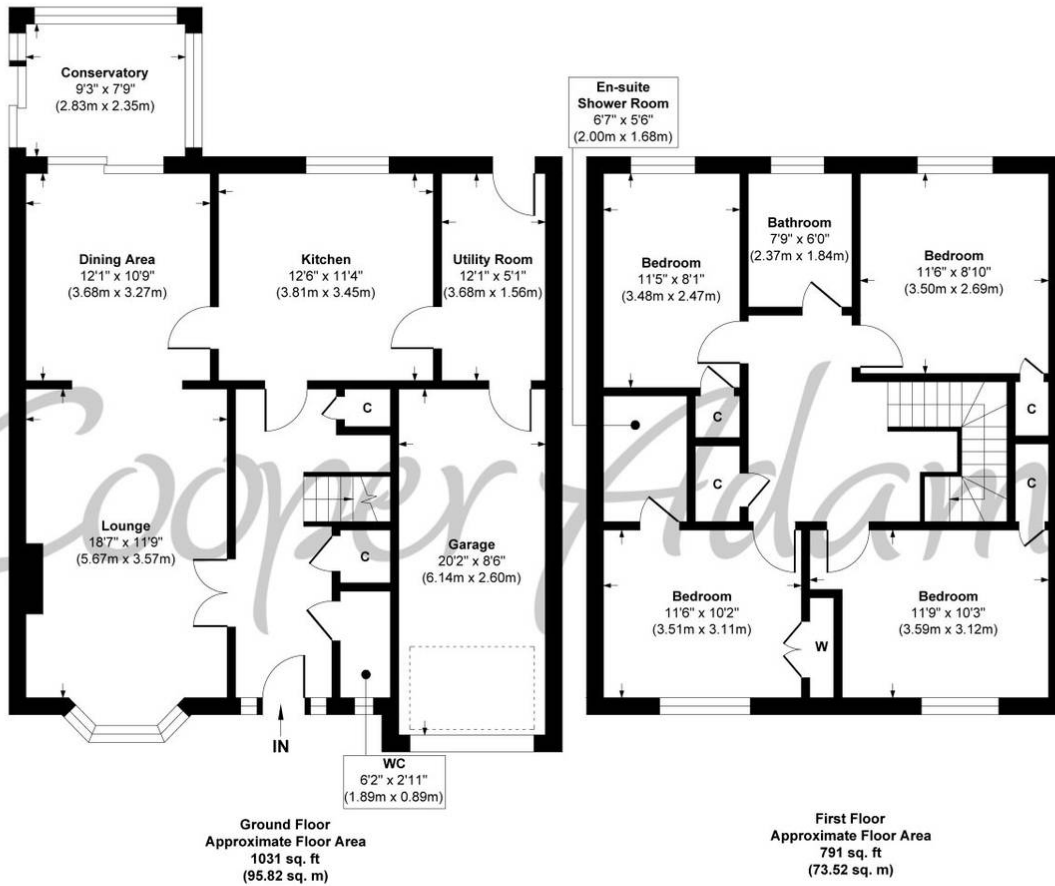 Conservatory
9'3" x 7'9"
(2.83m x 2.35m)
Dining Area
12'1" x 10'9"
(3.68m x 3.27m)
Kitchen
12'6" x 11'4"
(3.81m x 3.45m)
Utility Room
12'1" x 5'1"
(3.68m x 1.56m)
C
Lounge
18'7" x 11'9"
(5.67m x 3.57m)
C
Garage
20'2" x 8'6"
(6.14m x 2.60m)
IN
WC
6'2" x 2'11"
(1.89m x 0.89m)
Ground Floor
Approximate Floor Area
1031 sq. ft
(95.82 sq. m)
En-suite
Shower Room
6'7" x 5'6"
(2.00m x 1.68m)
Bedroom
11'5" x 8'1"
(3.48m x 2.47m)
Bathroom
7'9" x 6'0"
(2.37m x 1.84m)
Bedroom
11'6" x 8'10"
(3.50m x 2.69m)
C
C
C
C
Bedroom
11'6" x 10'2"
(3.51m x 3.11m)
W
Bedroom
11'9" x 10'3"
(3.59m x 3.12m)
First Floor
Approximate Floor Area
791 sq. ft
(73.52 sq. m)
Cooper Adam